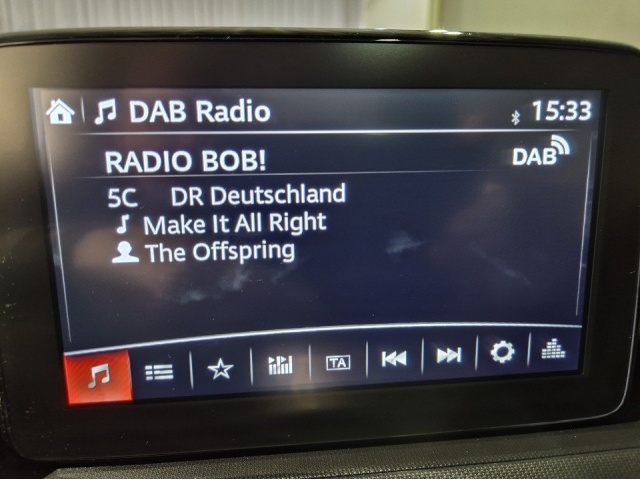 DAB Radio 15:33
RADIO BOB! DAB
5C DR Deutschland
Make It All Right
The Offspring
TA